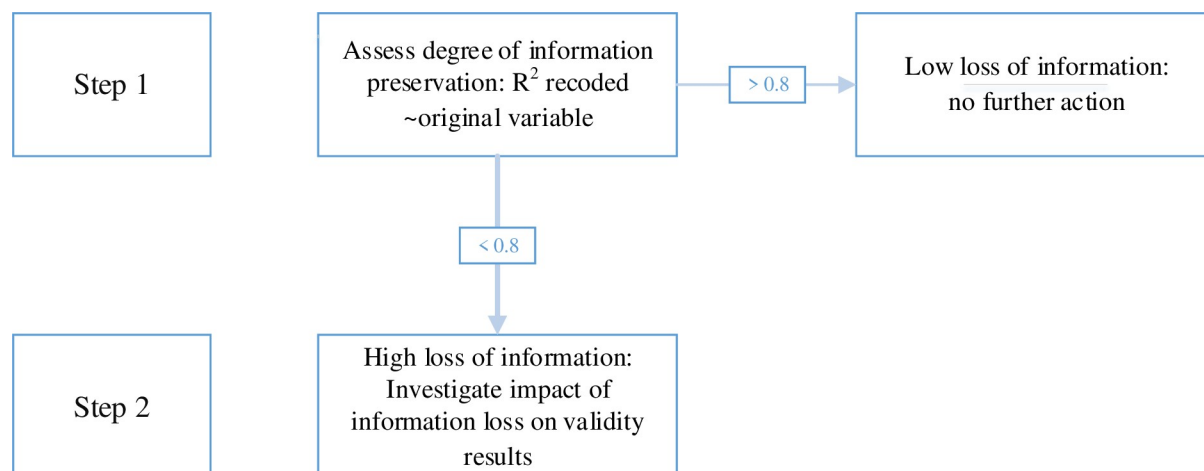 Step 1
Assess degree of information
preservation: R² recoded
~original variable
> 0.8
Low loss of information:
no further action
< 0.8
Step 2
High loss of information:
Investigate impact of
information loss on validity
results